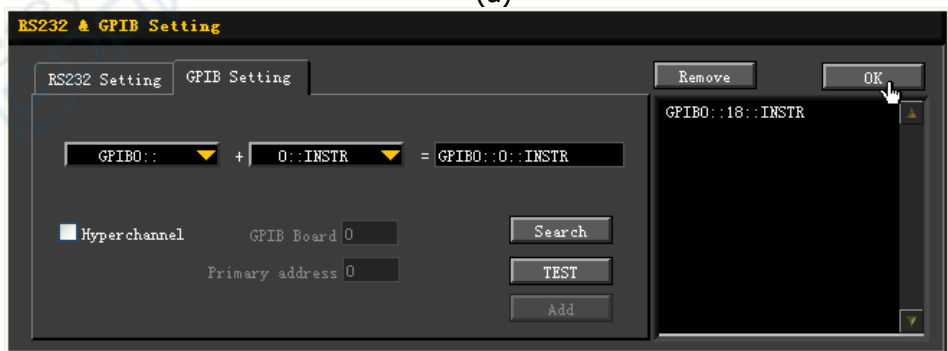 RS232 & GPIB Setting
RS232 Setting GPIB Setting
Remove OK
GPIB0::18::INSTR
GPIB0:: + 0::INSTR = GPIB0::0::INSTR
Hyperchannel GPIB Board 0 Search
Primary address 0 TEST
Add